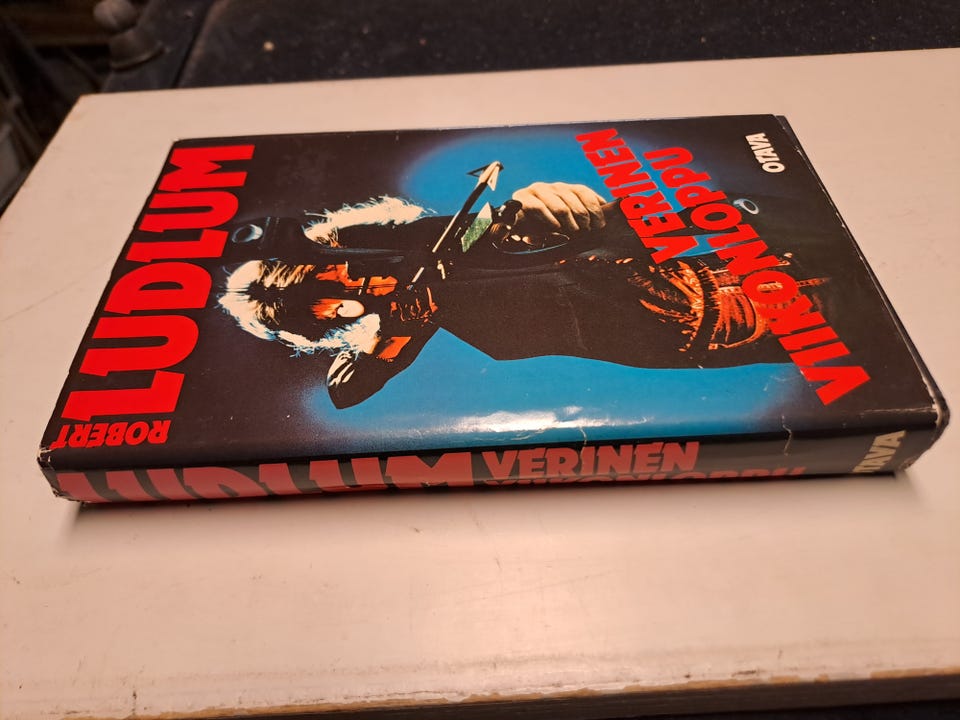 ROBERT
LUDLUM
VERINEN
VIIKONLOPPU
OTAVA
LUDLUM
VERINEN
VIIKONLOPPU
OTAVA